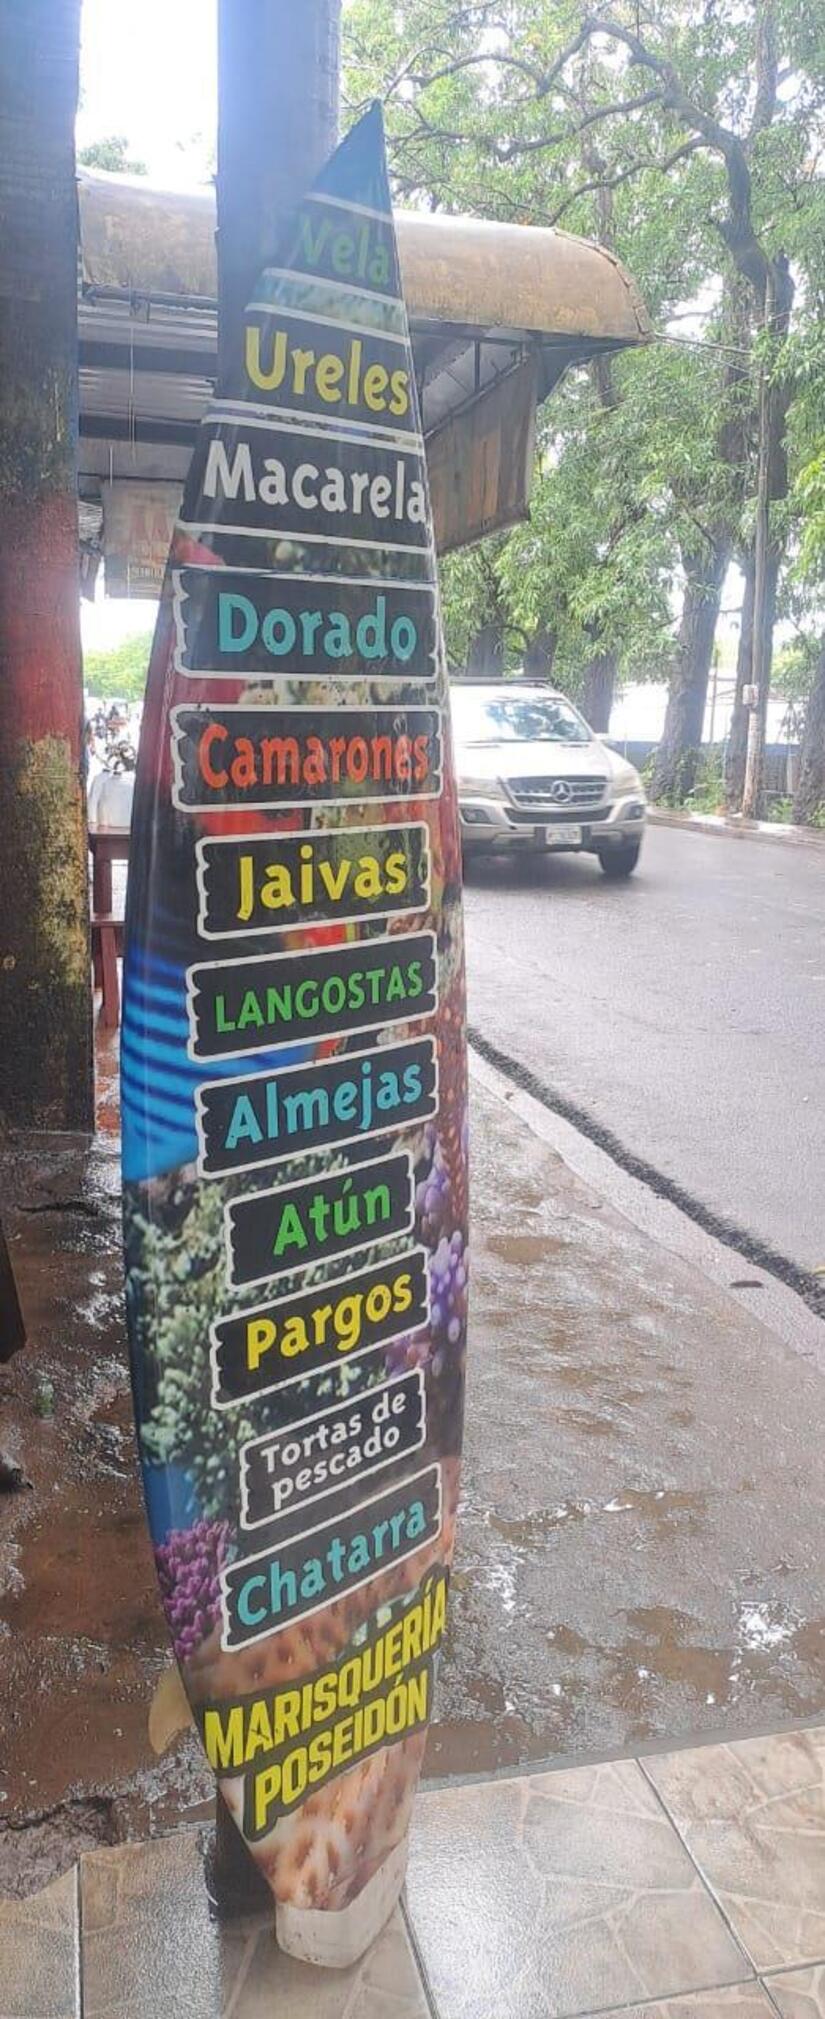 Vela
Ureles
Macarela
Dorado
Camarones
Jaivas
LANGOSTAS
Almejas
Atún
Pargos
Tortas de
pescado
Chatarra
MARISQUERÍA
POSEIDÓN